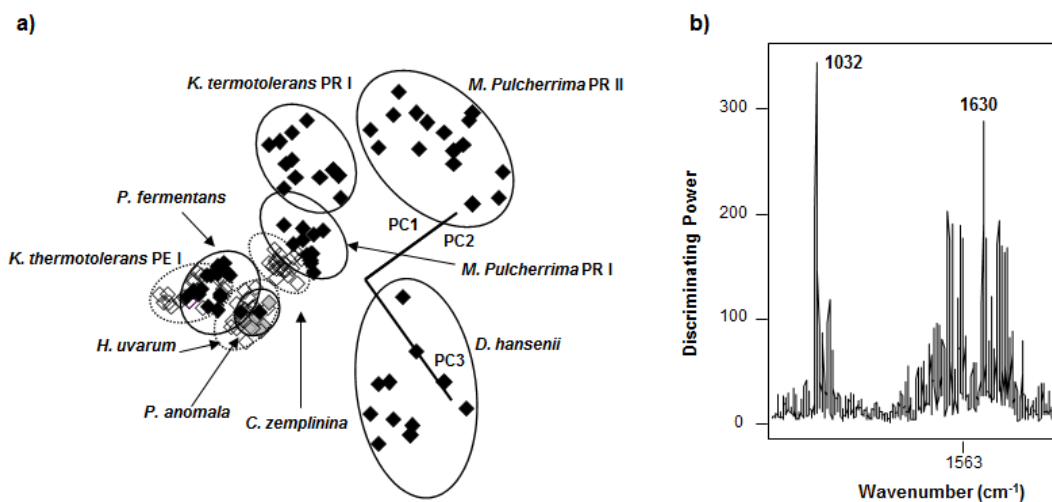 a)
K. termotolerans PR I
M. Pulcherrima PR II
P. fermentans
PC1
PC2
K. thermotolerans PE I
M. Pulcherrima PR I
H. uvarum
D. hansenii
PC3
P. anomala
C. zemplinina
b)
1032
300
1630
Discriminating Power
200
100
0
1563
Wavenumber (cm⁻¹)